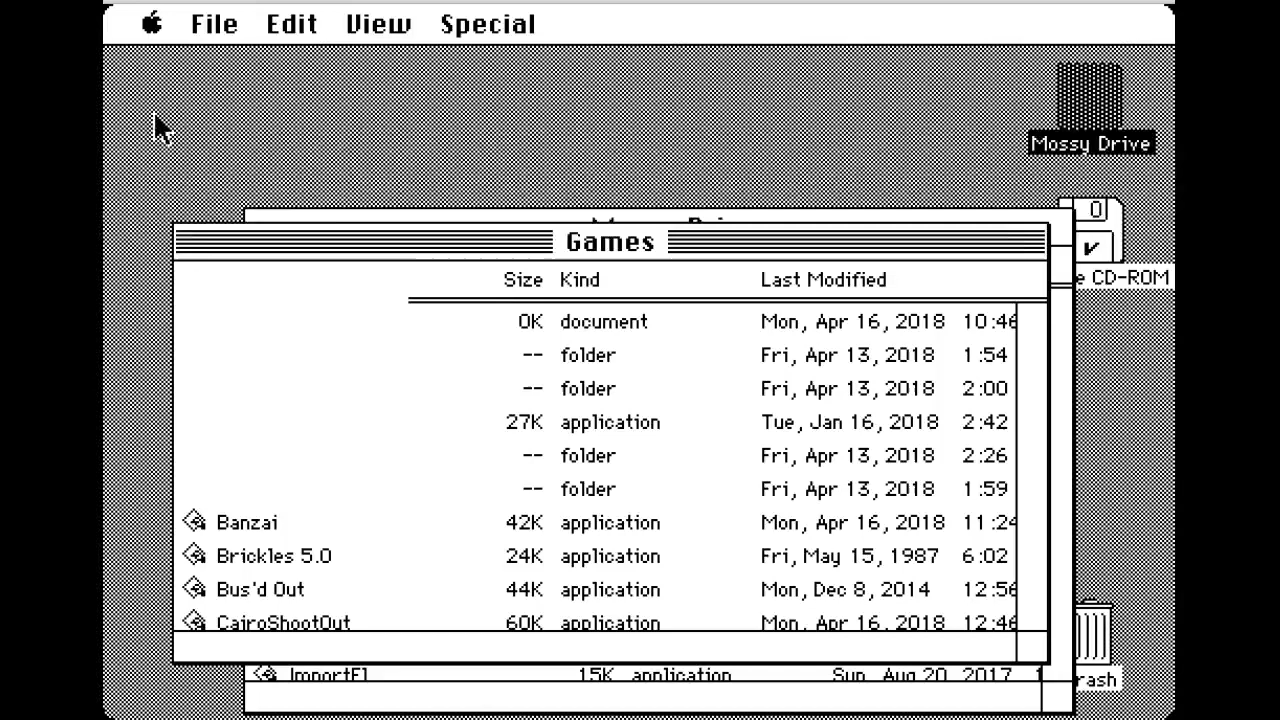 File Edit View Special
Mossy Drive
0
Games
e CD-ROM
Size Kind Last Modified
0K document Mon, Apr 16, 2018 10:46
-- folder Fri, Apr 13, 2018 1:54
-- folder Fri, Apr 13, 2018 2:00
27K application Tue, Jan 16, 2018 2:42
-- folder Fri, Apr 13, 2018 2:26
-- folder Fri, Apr 13, 2018 1:59
Banzai 42K application Mon, Apr 16, 2018 11:24
Brickles 5.0 24K application Fri, May 15, 1987 6:02
Bus'd Out 44K application Mon, Dec 8, 2014 12:56
CairoShootOut 60K application Mon, Apr 16, 2018 12:46
ImportFl 15K application Sun, Aug 20, 2017 1
rash